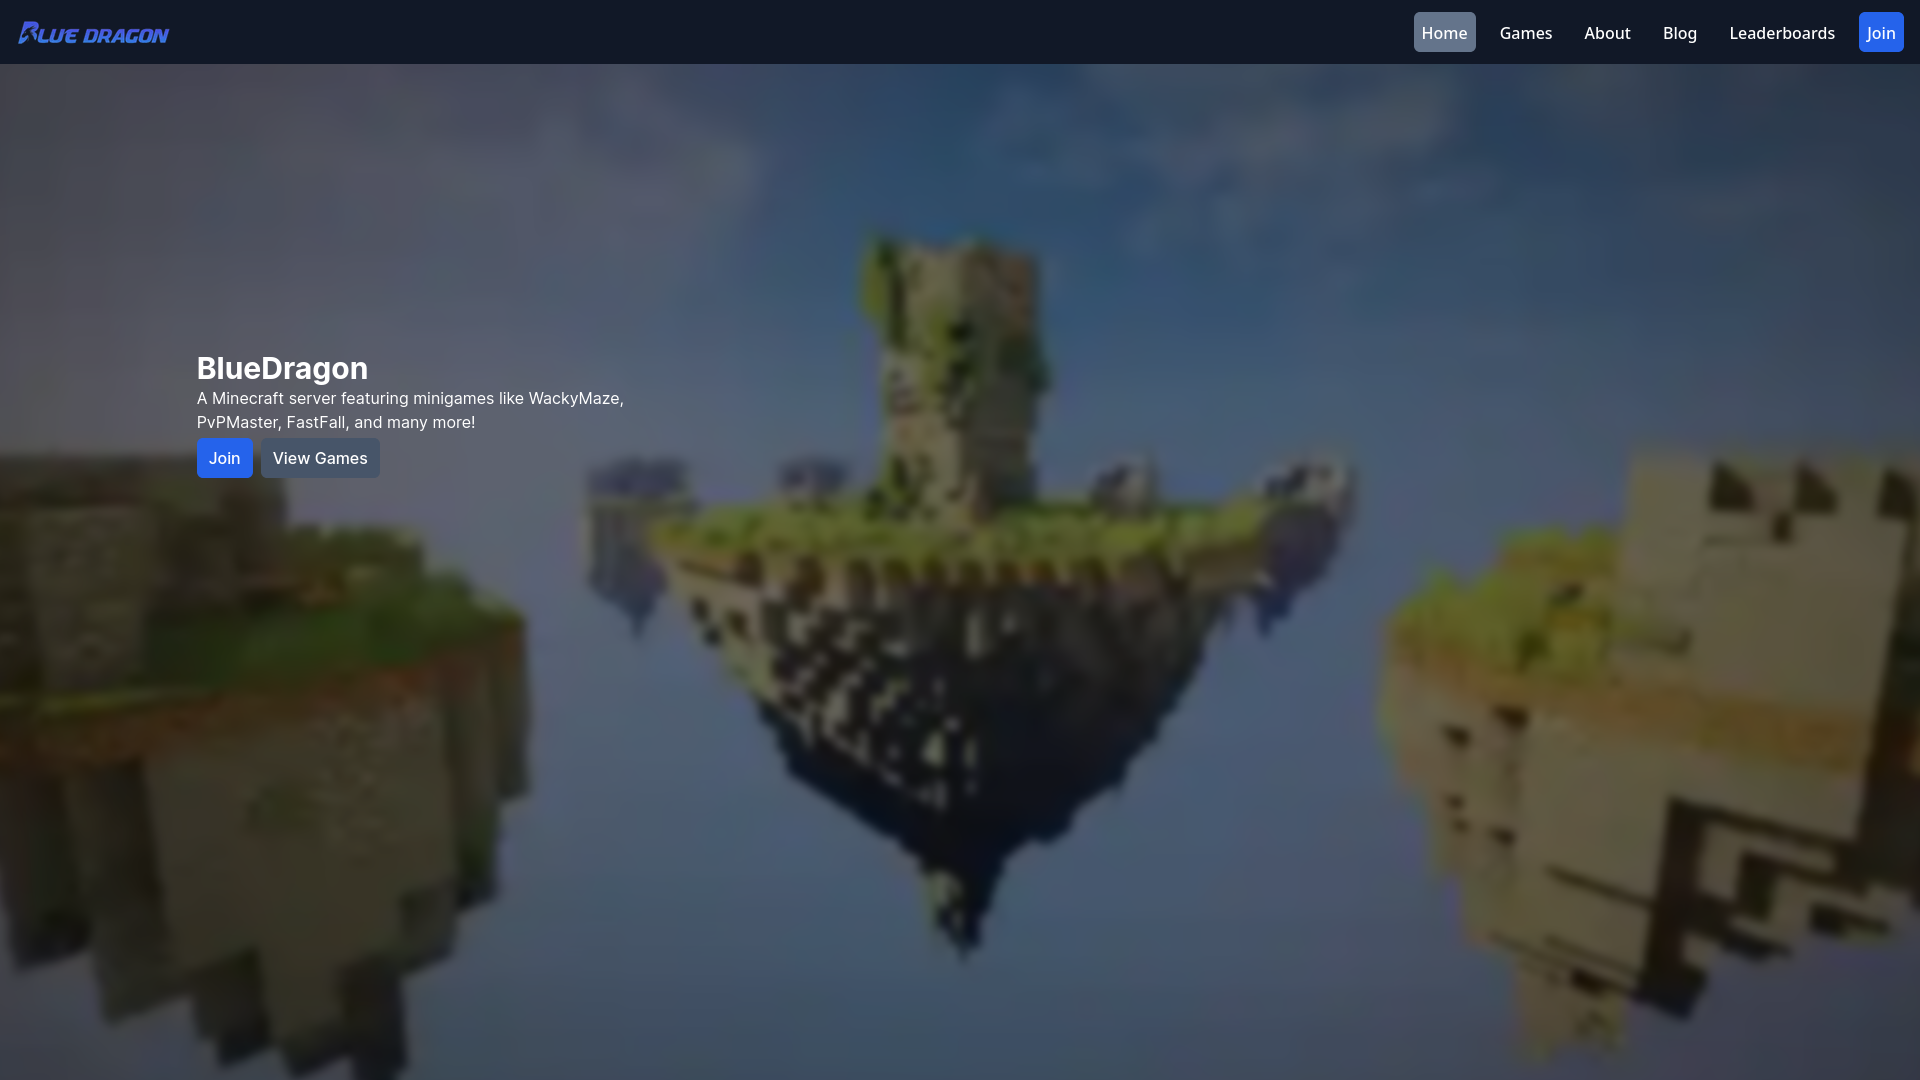 BLUE DRAGON
Home Games About Blog Leaderboards Join
BlueDragon
A Minecraft server featuring minigames like WackyMaze,
PvPMaster, FastFall, and many more!
Join View Games